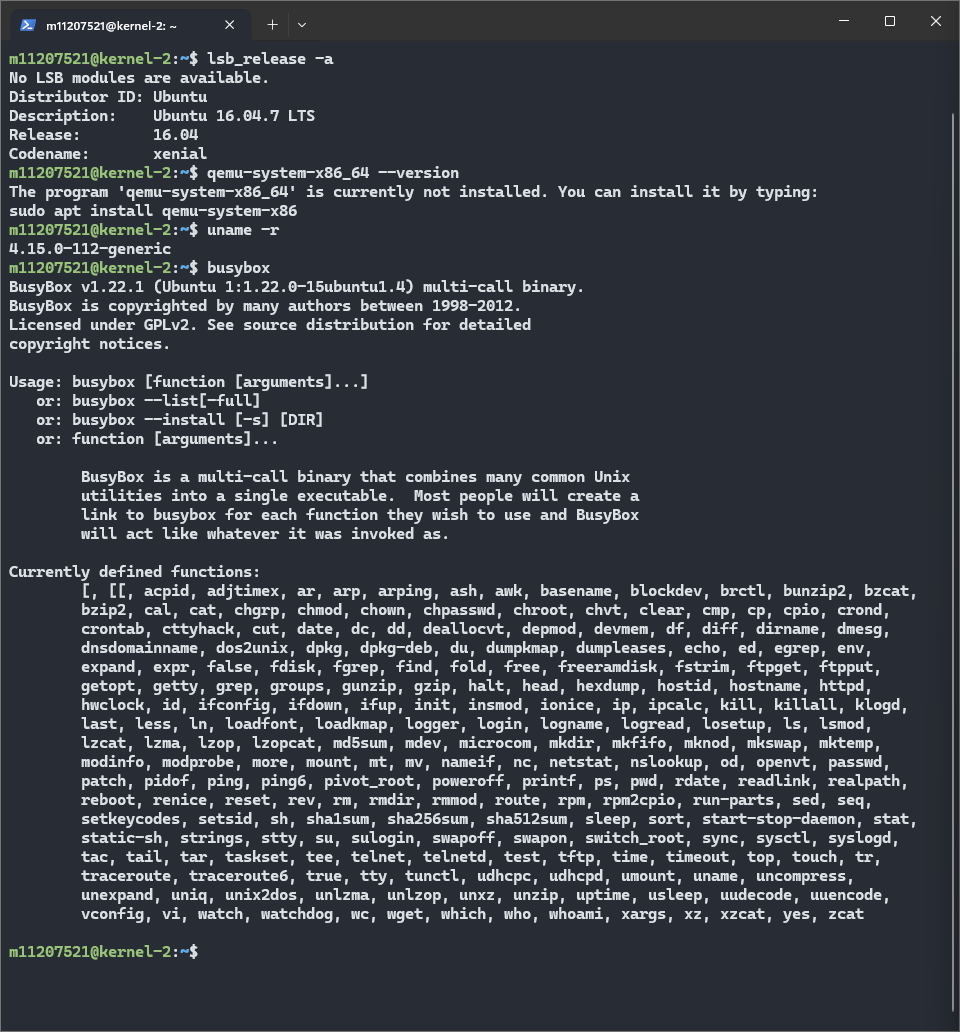 m11207521@kernel-2: ~
m11207521@kernel-2:~$ lsb_release -a
No LSB modules are available.
Distributor ID: Ubuntu
Description:    Ubuntu 16.04.7 LTS
Release:        16.04
Codename:       xenial
m11207521@kernel-2:~$ qemu-system-x86_64 --version
The program 'qemu-system-x86_64' is currently not installed. You can install it by typing:
sudo apt install qemu-system-x86
m11207521@kernel-2:~$ uname -r
4.15.0-112-generic
m11207521@kernel-2:~$ busybox
BusyBox v1.22.1 (Ubuntu 1:1.22.0-15ubuntu1.4) multi-call binary.
BusyBox is copyrighted by many authors between 1998-2012.
Licensed under GPLv2. See source distribution for detailed
copyright notices.

Usage: busybox [function [arguments]...]
   or: busybox --list[-full]
   or: busybox --install [-s] [DIR]
   or: function [arguments]...

        BusyBox is a multi-call binary that combines many common Unix
        utilities into a single executable.  Most people will create a
        link to busybox for each function they wish to use and BusyBox
        will act like whatever it was invoked as.

Currently defined functions:
        [, [[, acpid, adjtimex, ar, arp, arping, ash, awk, basename, blockdev, brctl, bunzip2, bzcat,
        bzip2, cal, cat, chgrp, chmod, chown, chpasswd, chroot, chvt, clear, cmp, cp, cpio, crond,
        crontab, cttyhack, cut, date, dc, dd, deallocvt, depmod, devmem, df, diff, dirname, dmesg,
        dnsdomainname, dos2unix, dpkg, dpkg-deb, du, dumpkmap, dumpleases, echo, ed, egrep, env,
        expand, expr, false, fdisk, fgrep, find, fold, free, freeramdisk, fstrim, ftpget, ftpput,
        getopt, getty, grep, groups, gunzip, gzip, halt, head, hexdump, hostid, hostname, httpd,
        hwclock, id, ifconfig, ifdown, ifup, init, insmod, ionice, ip, ipcalc, kill, killall, klogd,
        last, less, ln, loadfont, loadkmap, logger, login, logname, logread, losetup, ls, lsmod,
        lzcat, lzma, lzop, lzopcat, md5sum, mdev, microcom, mkdir, mkfifo, mknod, mkswap, mktemp,
        modinfo, modprobe, more, mount, mt, mv, nameif, nc, netstat, nslookup, od, openvt, passwd,
        patch, pidof, ping, ping6, pivot_root, poweroff, printf, ps, pwd, rdate, readlink, realpath,
        reboot, renice, reset, rev, rm, rmdir, rmmod, route, rpm, rpm2cpio, run-parts, sed, seq,
        setkeycodes, setsid, sh, sha1sum, sha256sum, sha512sum, sleep, sort, start-stop-daemon, stat,
        static-sh, strings, stty, su, sulogin, swapoff, swapon, switch_root, sync, sysctl, syslogd,
        tac, tail, tar, taskset, tee, telnet, telnetd, test, tftp, time, timeout, top, touch, tr,
        traceroute, traceroute6, true, tty, tunctl, udhcpc, udhcpd, umount, uname, uncompress,
        unexpand, uniq, unix2dos, unlzma, unlzop, unxz, unzip, uptime, usleep, uudecode, uuencode,
        vconfig, vi, watch, watchdog, wc, wget, which, who, whoami, xargs, xz, xzcat, yes, zcat

m11207521@kernel-2:~$